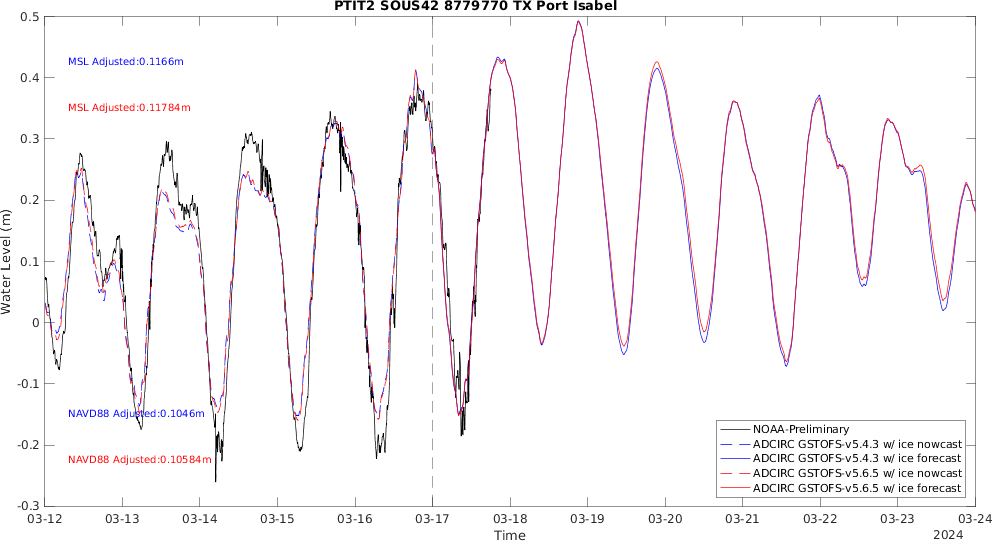 PTIT2 SOUS42 8779770 TX Port Isabel
0.5
0.4
0.3
0.2
0.1
0
-0.1
-0.2
-0.3
Water Level (m)
MSL Adjusted:0.1166m
MSL Adjusted:0.11784m
NAVD88 Adjusted:0.1046m
NAVD88 Adjusted:0.10584m
NOAA-Preliminary
ADCIRC GSTOFS-v5.4.3 w/ ice nowcast
ADCIRC GSTOFS-v5.4.3 w/ ice forecast
ADCIRC GSTOFS-v5.6.5 w/ ice nowcast
ADCIRC GSTOFS-v5.6.5 w/ ice forecast
03-12 03-13 03-14 03-15 03-16 03-17 03-18 03-19 03-20 03-21 03-22 03-23 03-24
Time
2024